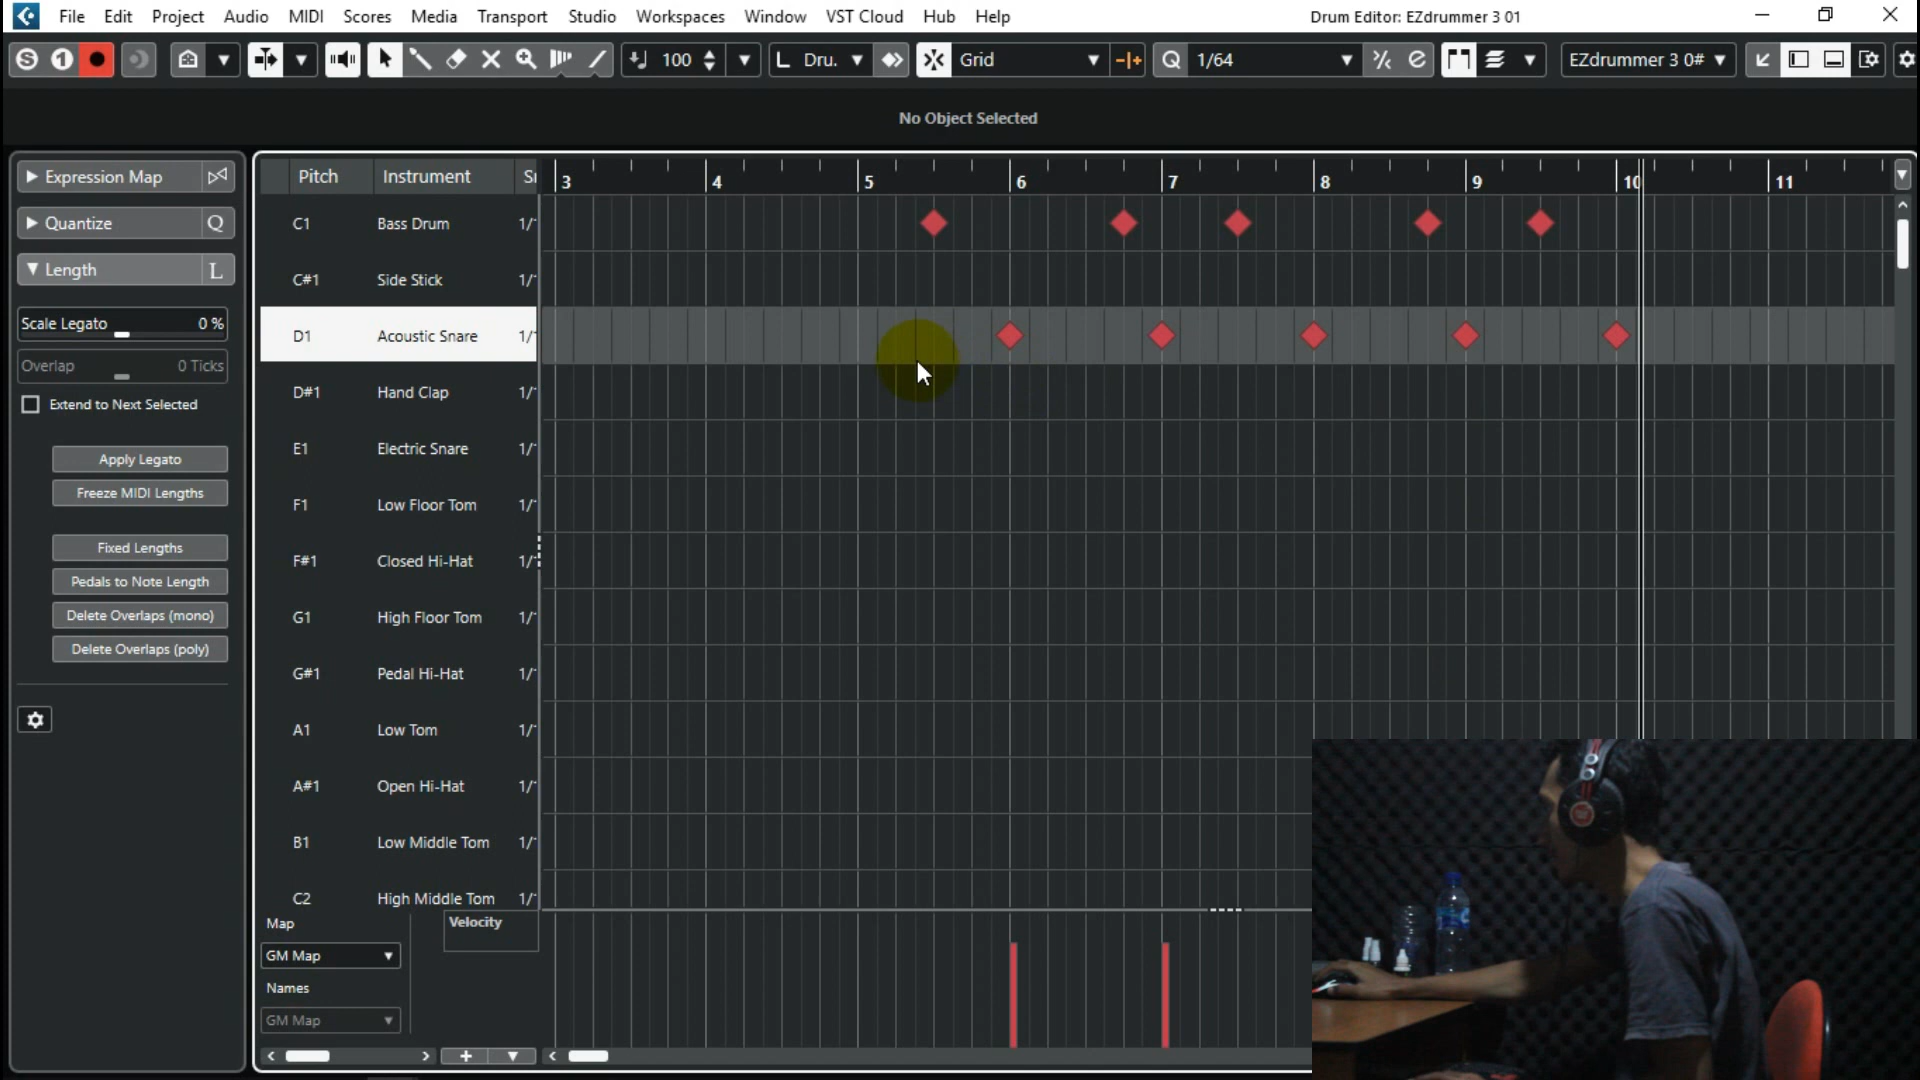 File Edit Project Audio MIDI Scores Media Transport Studio Workspaces Window VST Cloud Hub Help Drum Editor: EZdrummer 3 01
S 1 100 L Dru. Grid Q 1/64 e EZdrummer 3 0#
No Object Selected
Expression Map
Quantize Q
Length L
Scale Legato 0 %
Overlap 0 Ticks
Extend to Next Selected
Apply Legato
Freeze MIDI Lengths
Fixed Lengths
Pedals to Note Length
Delete Overlaps (mono)
Delete Overlaps (poly)
Pitch Instrument 3 4 5 6 7 8 9 10 11
C1 Bass Drum
C#1 Side Stick
D1 Acoustic Snare
D#1 Hand Clap
E1 Electric Snare
F1 Low Floor Tom
F#1 Closed Hi-Hat
G1 High Floor Tom
G#1 Pedal Hi-Hat
A1 Low Tom
A#1 Open Hi-Hat
B1 Low Middle Tom
C2 High Middle Tom
Map Velocity
GM Map
Names
GM Map